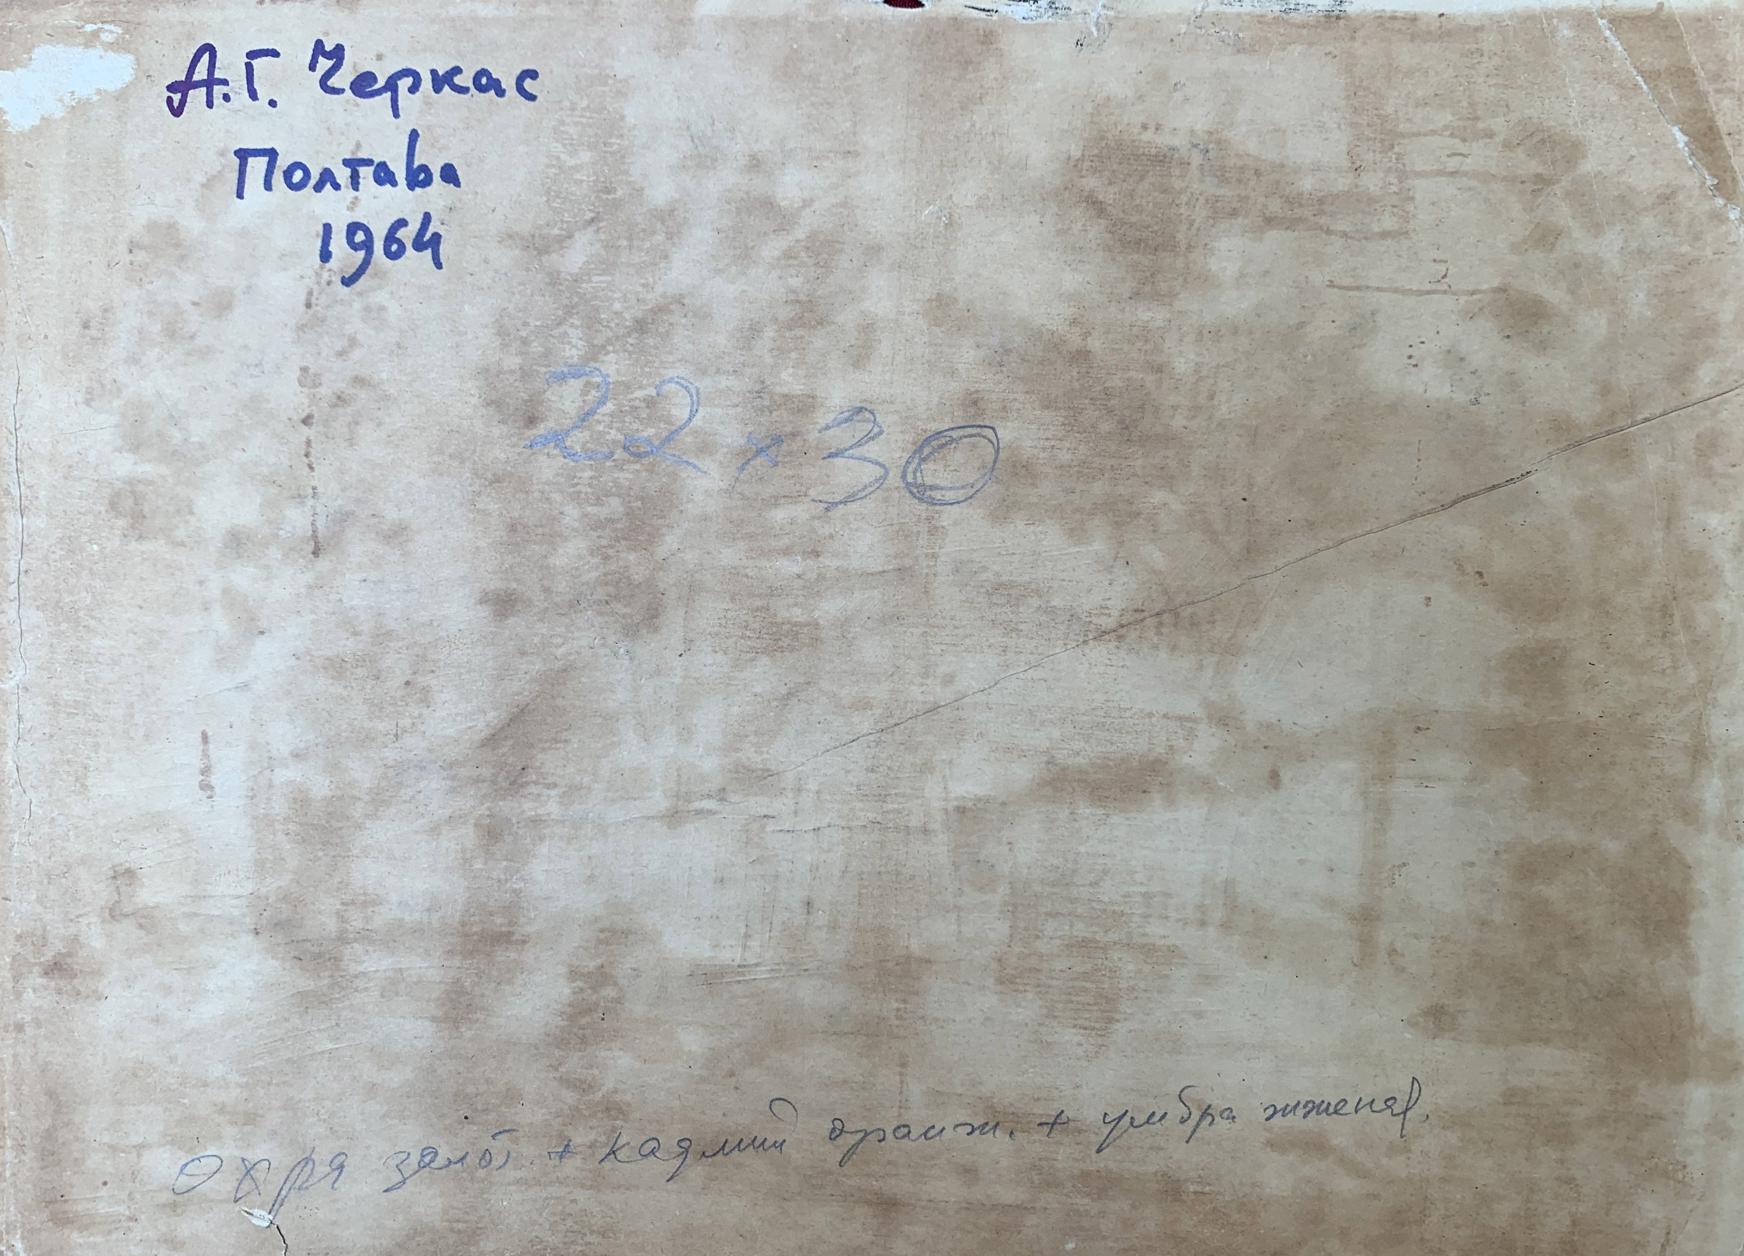 А.Г. Черкас
Полтава
1964
22 х 30
охра золот. + кадмий оранж. + умбра жженая.